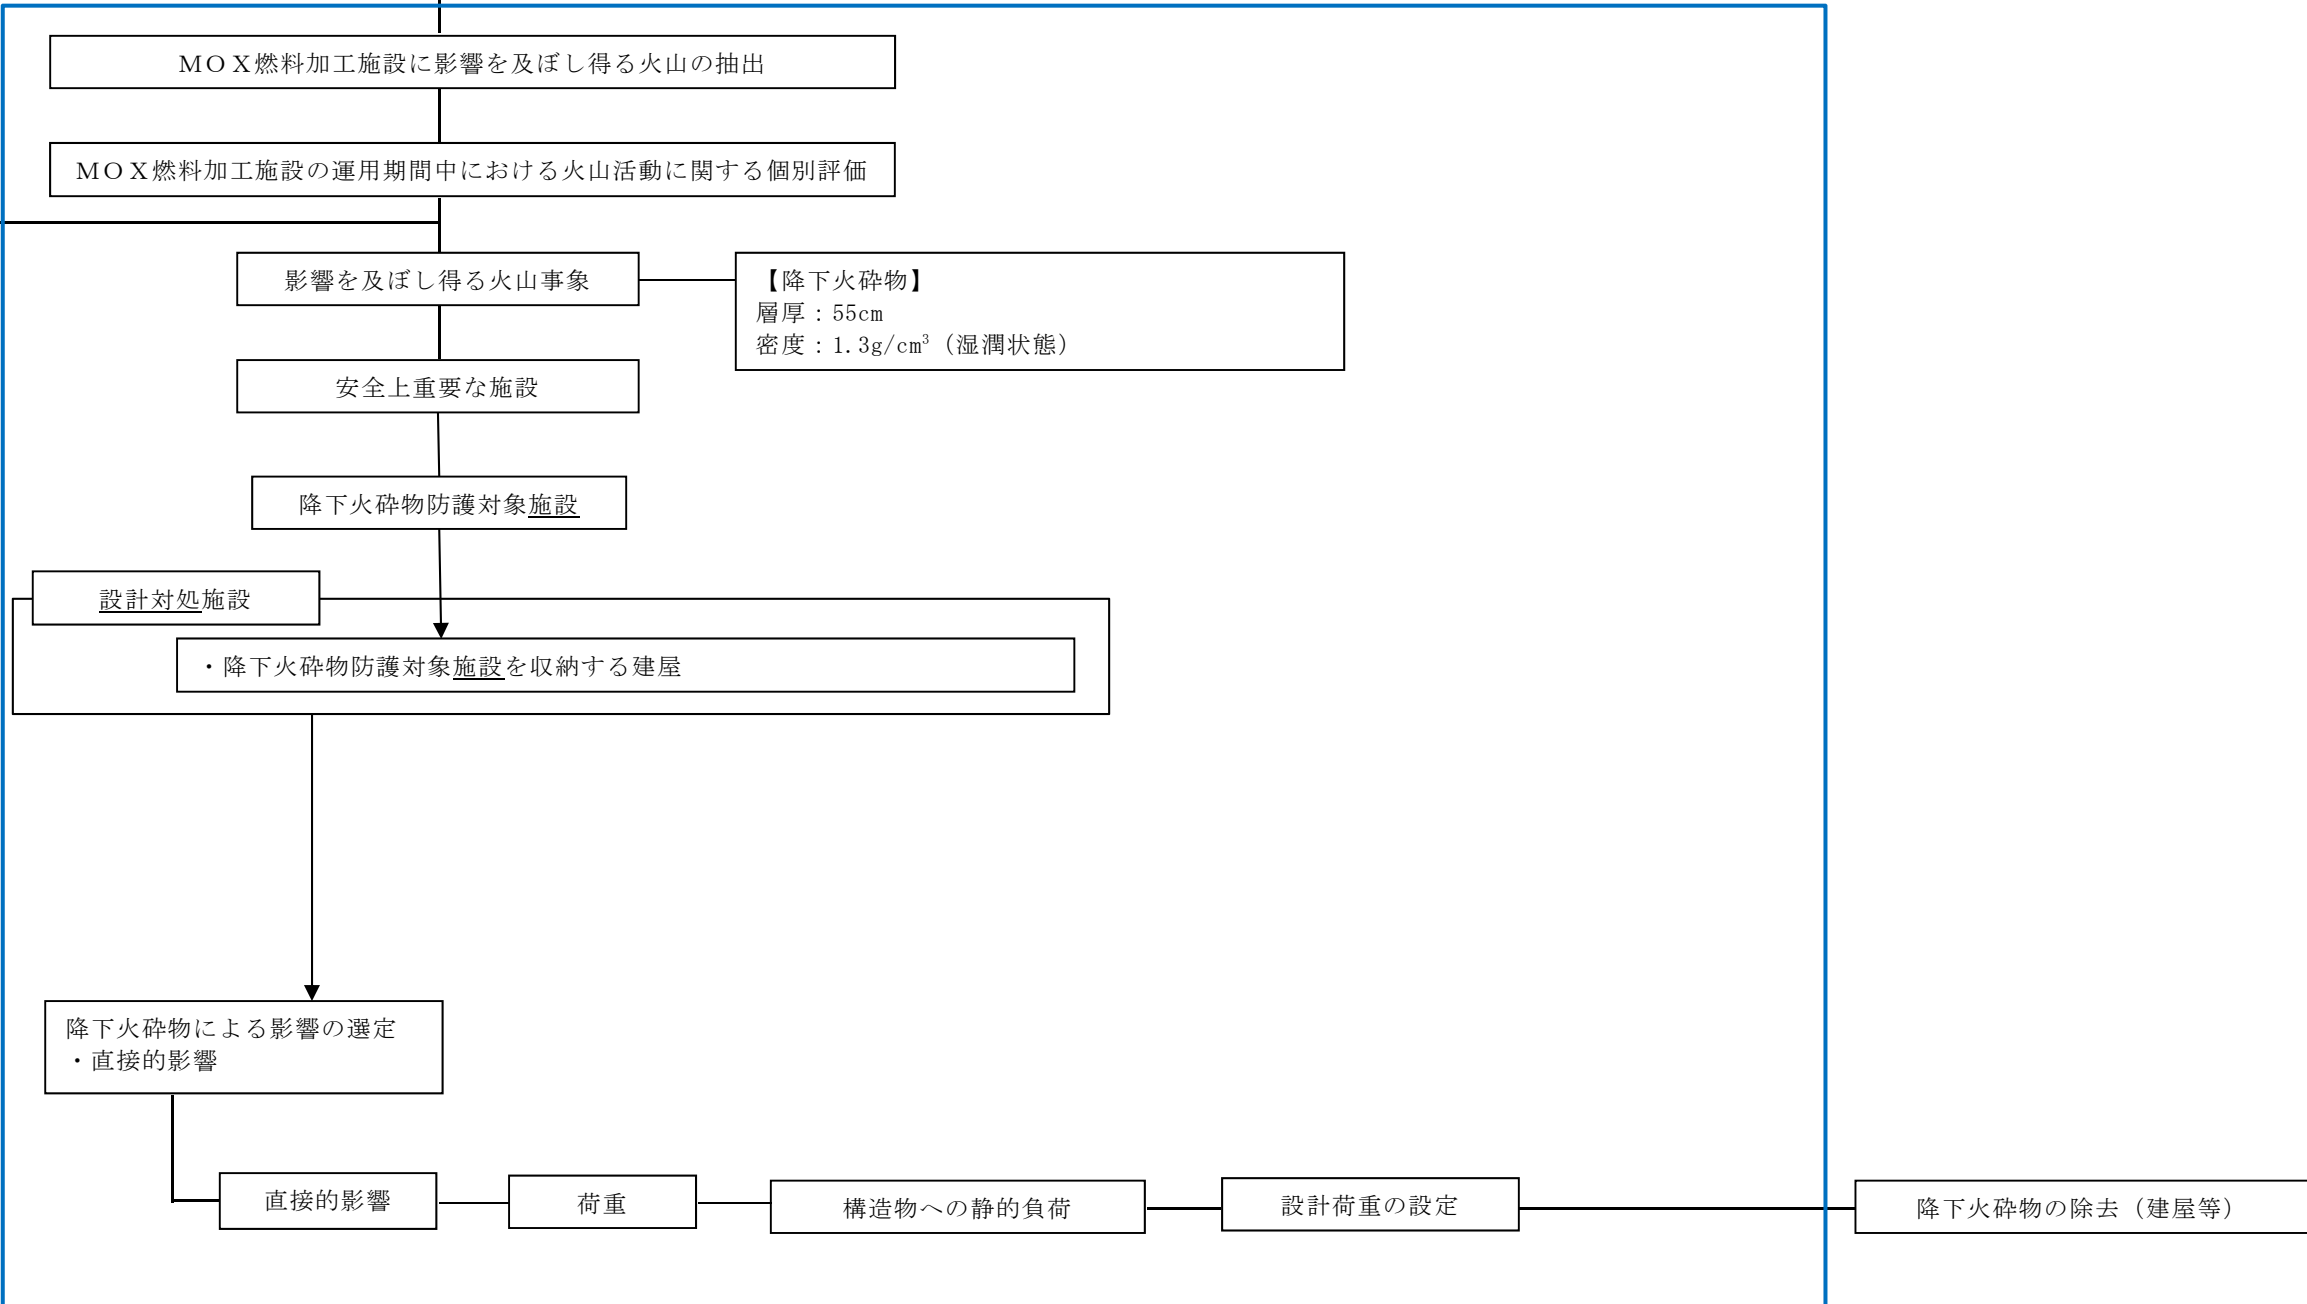 ＭＯＸ燃料加工施設に影響を及ぼし得る火山の抽出
ＭＯＸ燃料加工施設の運用期間中における火山活動に関する個別評価
影響を及ぼし得る火山事象
【降下火砕物】
層厚：55cm
密度：1.3g/cm³（湿潤状態）
安全上重要な施設
降下火砕物防護対象施設
設計対処施設
・降下火砕物防護対象施設を収納する建屋
降下火砕物による影響の選定
・直接的影響
直接的影響
荷重
構造物への静的負荷
設計荷重の設定
降下火砕物の除去（建屋等）